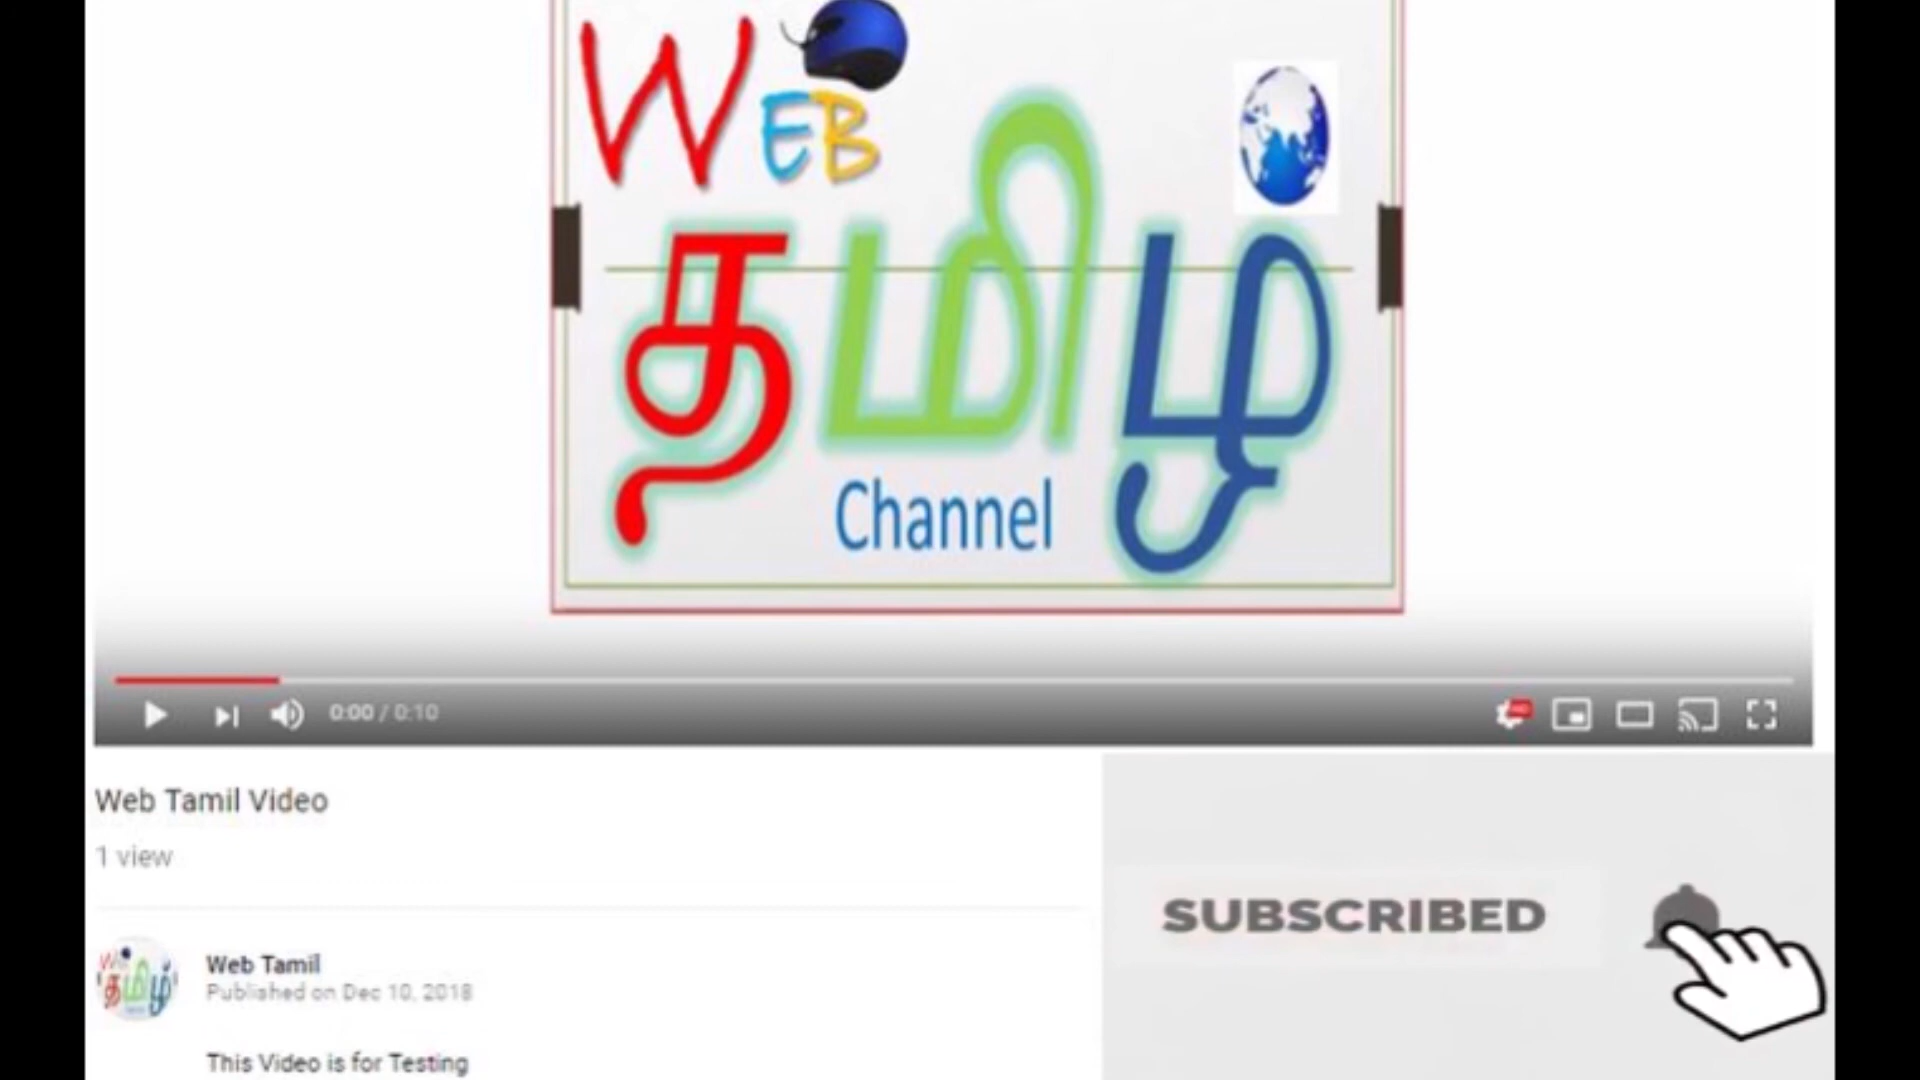 WEB
தமிழ்
Channel
0:00 / 0:10
Web Tamil Video
1 view
SUBSCRIBED
Web Tamil
Published on Dec 10, 2018
This Video is for Testing